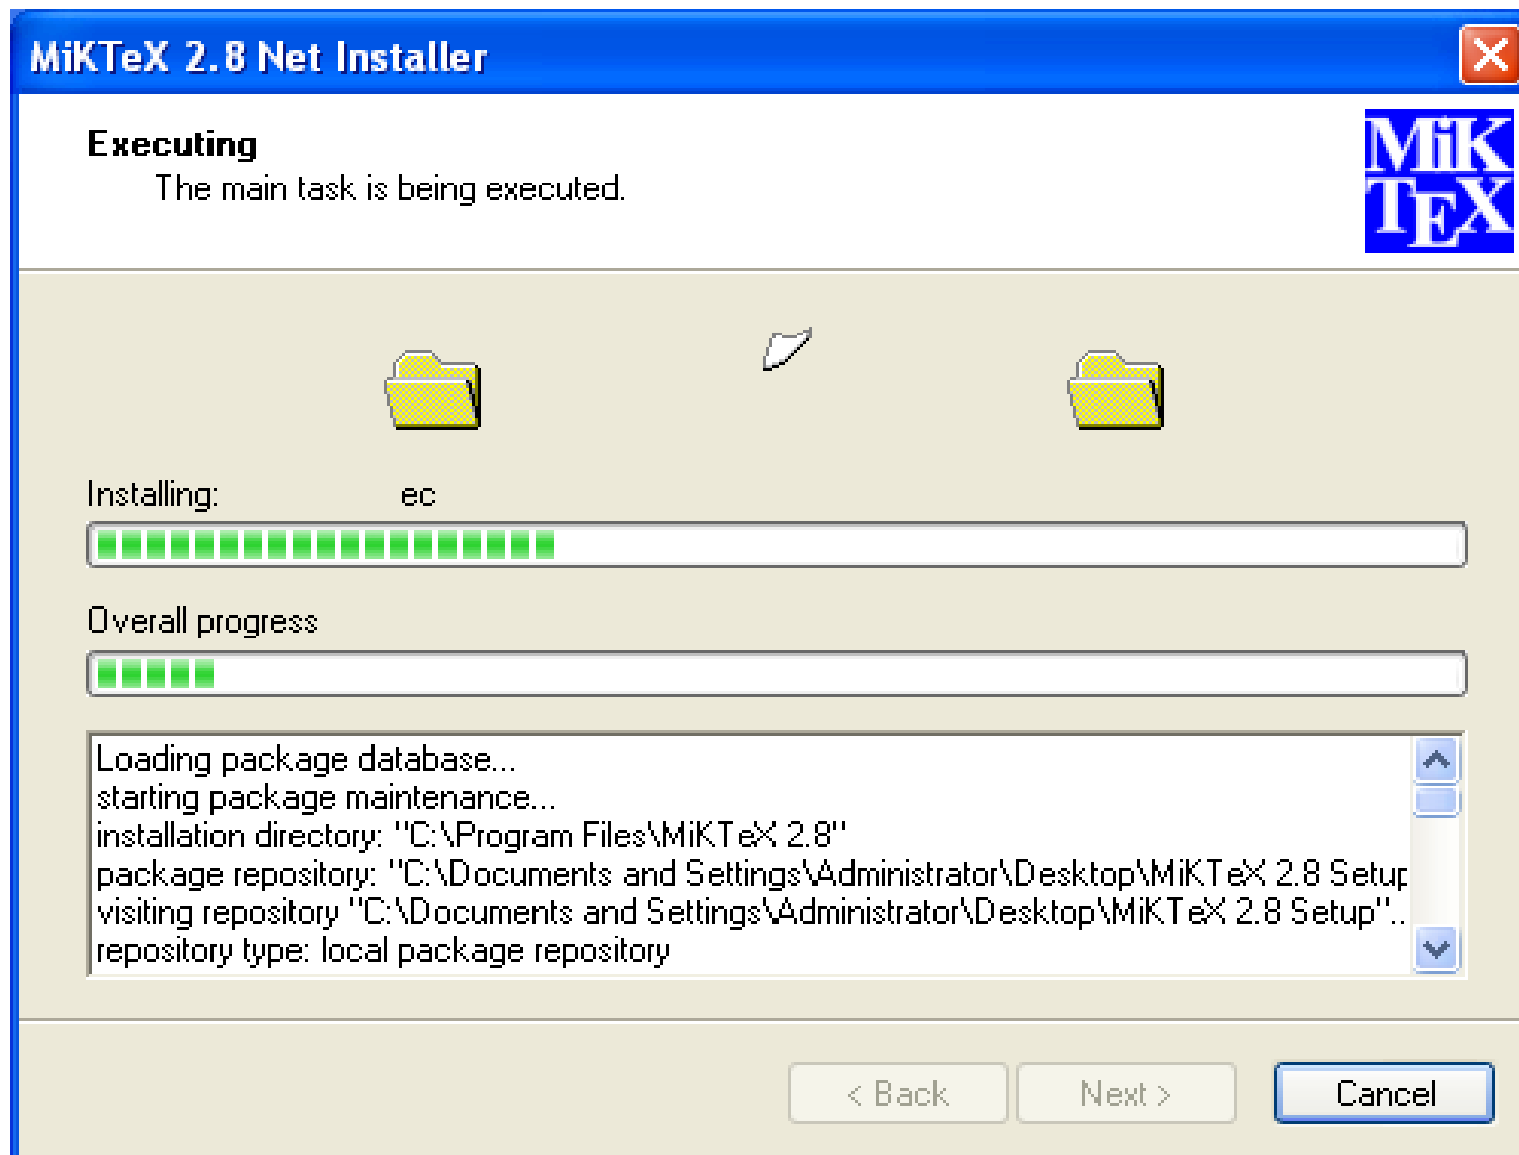 MiKTeX 2.8 Net Installer
Executing
The main task is being executed.
MiK
TEX
Installing: ec
Overall progress
Loading package database...
starting package maintenance...
installation directory: "C:\Program Files\MiKTeX 2.8"
package repository: "C:\Documents and Settings\Administrator\Desktop\MiKTeX 2.8 Setup
visiting repository "C:\Documents and Settings\Administrator\Desktop\MiKTeX 2.8 Setup"..
repository type: local package repository
< Back Next > Cancel